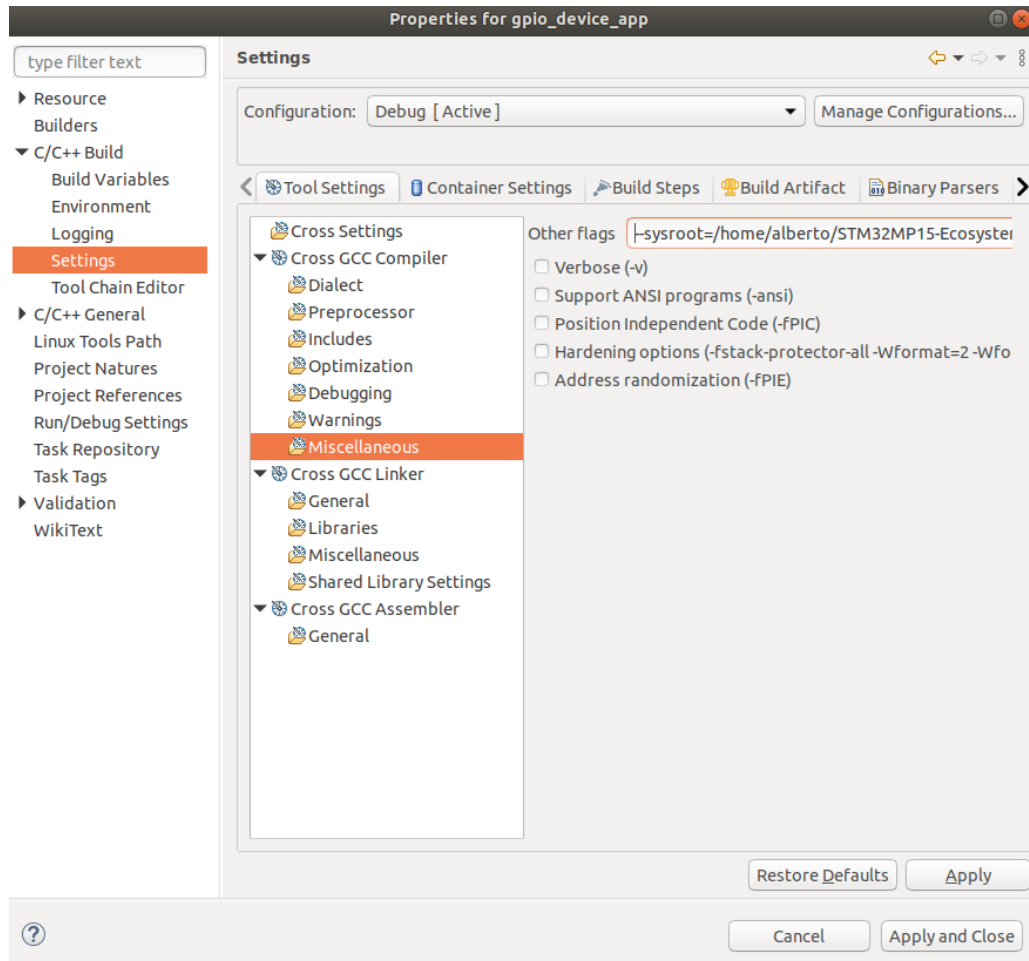 Properties for gpio_device_app
type filter text
Resource
Builders
C/C++ Build
Build Variables
Environment
Logging
Settings
Tool Chain Editor
C/C++ General
Linux Tools Path
Project Natures
Project References
Run/Debug Settings
Task Repository
Task Tags
Validation
WikiText
Settings
Configuration: Debug [ Active ] Manage Configurations...
Tool Settings Container Settings Build Steps Build Artifact Binary Parsers
Cross Settings
Cross GCC Compiler
Dialect
Preprocessor
Includes
Optimization
Debugging
Warnings
Miscellaneous
Cross GCC Linker
General
Libraries
Miscellaneous
Shared Library Settings
Cross GCC Assembler
General
Other flags --sysroot=/home/alberto/STM32MP15-Ecosyster
Verbose (-v)
Support ANSI programs (-ansi)
Position Independent Code (-fPIC)
Hardening options (-fstack-protector-all -Wformat=2 -Wfo
Address randomization (-fPIE)
Restore Defaults Apply
Cancel Apply and Close